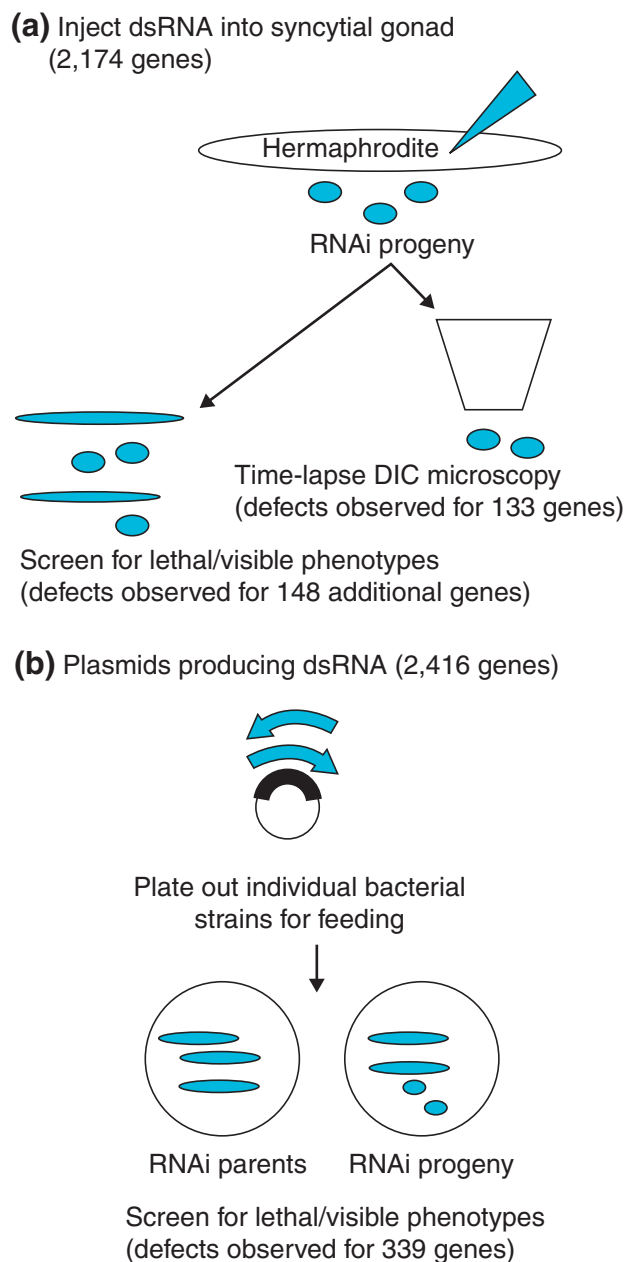 (a) Inject dsRNA into syncytial gonad
(2,174 genes)
Hermaphrodite
RNAi progeny
Time-lapse DIC microscopy
(defects observed for 133 genes)
Screen for lethal/visible phenotypes
(defects observed for 148 additional genes)
(b) Plasmids producing dsRNA (2,416 genes)
Plate out individual bacterial
strains for feeding
RNAi parents
RNAi progeny
Screen for lethal/visible phenotypes
(defects observed for 339 genes)